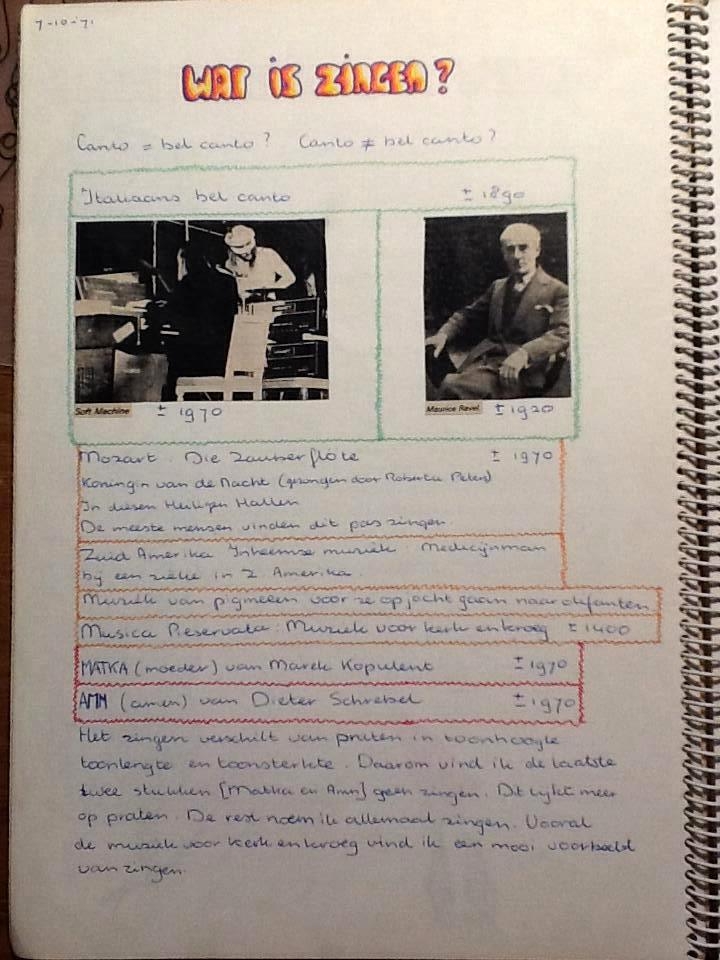 7-10-'71
WAT IS ZINGEN?
Canto = bel canto? Canto ≠ bel canto?
Italiaans bel canto ± 1890
Soft Machine ± 1970
Maurice Ravel ± 1920
Mozart. Die Zauberflöte ± 1970
Koningin van de Nacht (gezongen door Roberta Peters)
In diesen Heiligen Hallen
De meeste mensen vinden dit pas zingen.
Zuid Amerika Inheemse muziek. Medicijnman
bij een zieke in Z Amerika.
Muziek van pigmeeën voor ze op jacht gaan naar olifanten
Musica Reservata: Muziek voor kerk en kroeg ± 1400
MATKA (moeder) van Marek Kopulent ± 1970
AMN (amen) van Dieter Schnebel ± 1970
Het zingen verschilt van praten in toonhoogte
toonlengte en toonsterkte. Daarom vind ik de laatste
twee stukken [Matka en Amn] geen zingen. Dit lijkt meer
op praten. De rest noem ik allemaal zingen. Vooral
de muziek voor kerk en kroeg vind ik een mooi voorbeeld
van zingen.